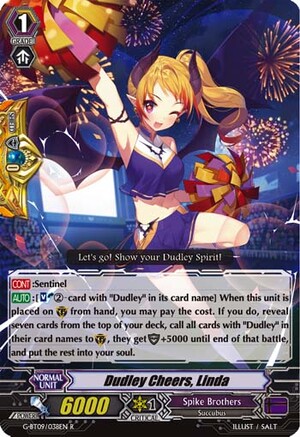 1
GRADE
Let's go! Show your Dudley Spirit!
CONT :Sentinel
AUTO :[V ② -card with "Dudley" in its card name] When this unit is
placed on G from hand, you may pay the cost. If you do, reveal
seven cards from the top of your deck, call all cards with "Dudley" in
their card names to G, they get +5000 until end of that battle,
and put the rest into your soul.
NORMAL
UNIT
Dudley Cheers, Linda
POWER
6000
1
CRITICAL
Spike Brothers
Succubus
G-BT09/038EN R
ILLUST / SALT